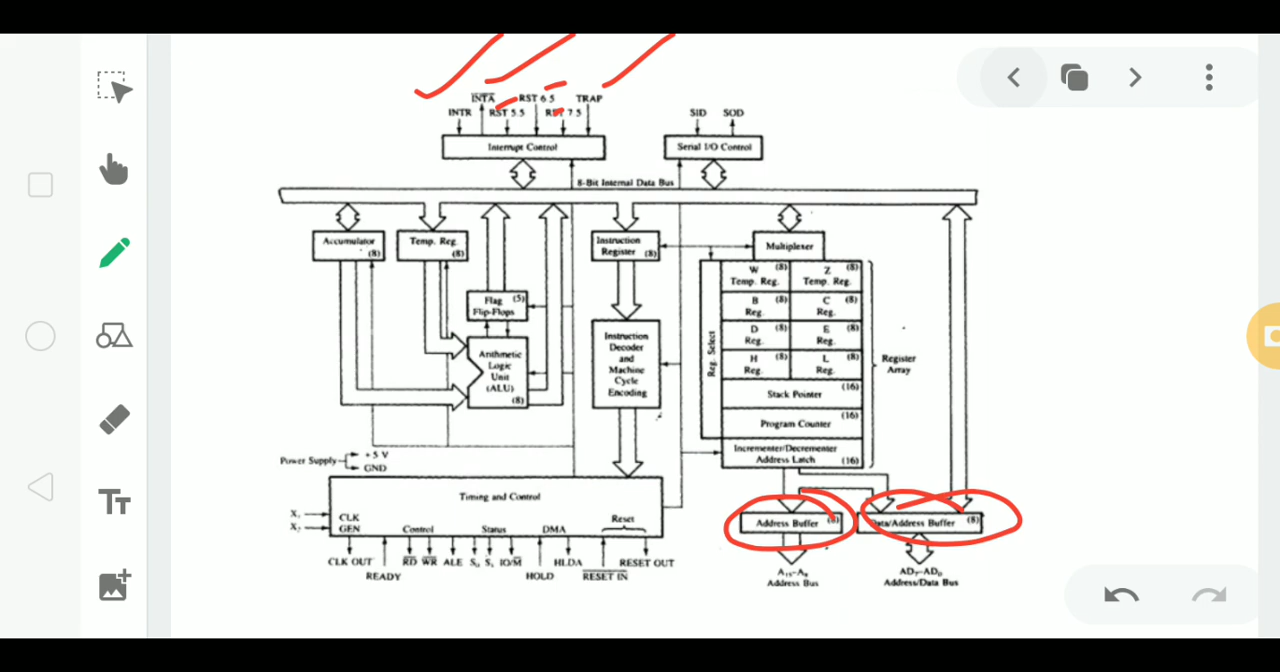 INTR INTA RST 5.5 RST 6.5 RST 7.5 TRAP
SID SOD
Interrupt Control
Serial I/O Control
8-Bit Internal Data Bus
Accumulator
(8)
Temp. Reg.
(8)
Instruction
Register (8)
Multiplexer
Flag (5)
Flip-Flops
Arithmetic
Logic
Unit
(ALU)
(8)
Instruction
Decoder
and
Machine
Cycle
Encoding
Reg. Select
W (8)
Temp. Reg.
Z (8)
Temp. Reg.
B (8)
Reg.
C (8)
Reg.
D (8)
Reg.
E (8)
Reg.
H (8)
Reg.
L (8)
Reg.
Stack Pointer (16)
Program Counter (16)
Incrementer/Decrementer
Address Latch (16)
Register
Array
Power Supply
+5 V
GND
Timing and Control
X₁
X₂
CLK
GEN
Control
Status
DMA
Reset
CLK OUT
READY
RD WR ALE S₀ S₁ IO/M
HOLD
HLDA
RESET IN
RESET OUT
Address Buffer (8)
Data/Address Buffer (8)
A₁₅-A₈
Address Bus
AD₇-AD₀
Address/Data Bus
Tт